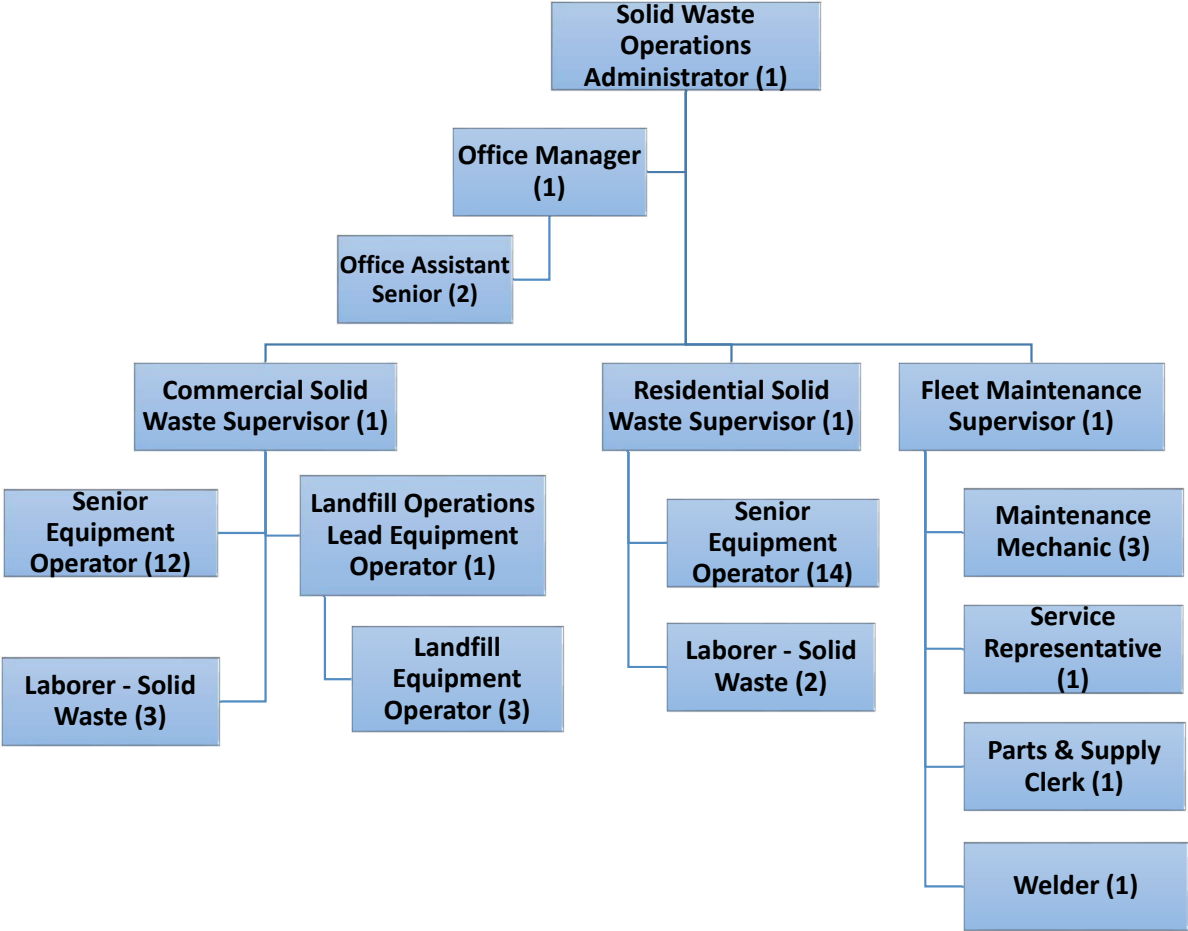 Solid Waste
Operations
Administrator (1)
Office Manager
(1)
Office Assistant
Senior (2)
Commercial Solid
Waste Supervisor (1)
Residential Solid
Waste Supervisor (1)
Fleet Maintenance
Supervisor (1)
Senior
Equipment
Operator (12)
Landfill Operations
Lead Equipment
Operator (1)
Landfill
Equipment
Operator (3)
Laborer - Solid
Waste (3)
Senior
Equipment
Operator (14)
Laborer - Solid
Waste (2)
Maintenance
Mechanic (3)
Service
Representative
(1)
Parts & Supply
Clerk (1)
Welder (1)